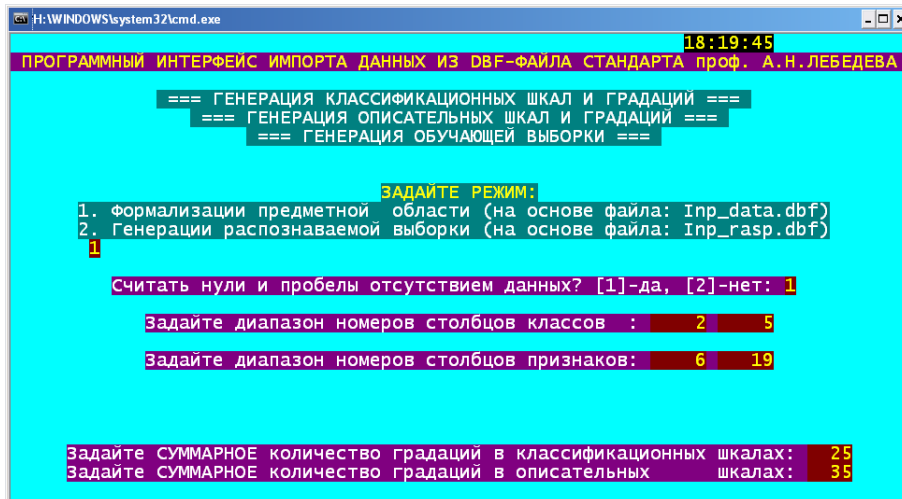 H:\WINDOWS\system32\cmd.exe
18:19:45
ПРОГРАММНЫЙ ИНТЕРФЕЙС ИМПОРТА ДАННЫХ ИЗ DBF-ФАЙЛА СТАНДАРТА проф. А.Н.ЛЕБЕДЕВА
=== ГЕНЕРАЦИЯ КЛАССИФИКАЦИОННЫХ ШКАЛ И ГРАДАЦИЙ ===
=== ГЕНЕРАЦИЯ ОПИСАТЕЛЬНЫХ ШКАЛ И ГРАДАЦИЙ ===
=== ГЕНЕРАЦИЯ ОБУЧАЮЩЕЙ ВЫБОРКИ ===
ЗАДАЙТЕ РЕЖИМ:
1. Формализации предметной области (на основе файла: Inp_data.dbf)
2. Генерации распознаваемой выборки (на основе файла: Inp_rasp.dbf)
1
Считать нули и пробелы отсутствием данных? [1]-да, [2]-нет: 1
Задайте диапазон номеров столбцов классов : 2 5
Задайте диапазон номеров столбцов признаков: 6 19
Задайте СУММАРНОЕ количество градаций в классификационных шкалах: 25
Задайте СУММАРНОЕ количество градаций в описательных шкалах: 35